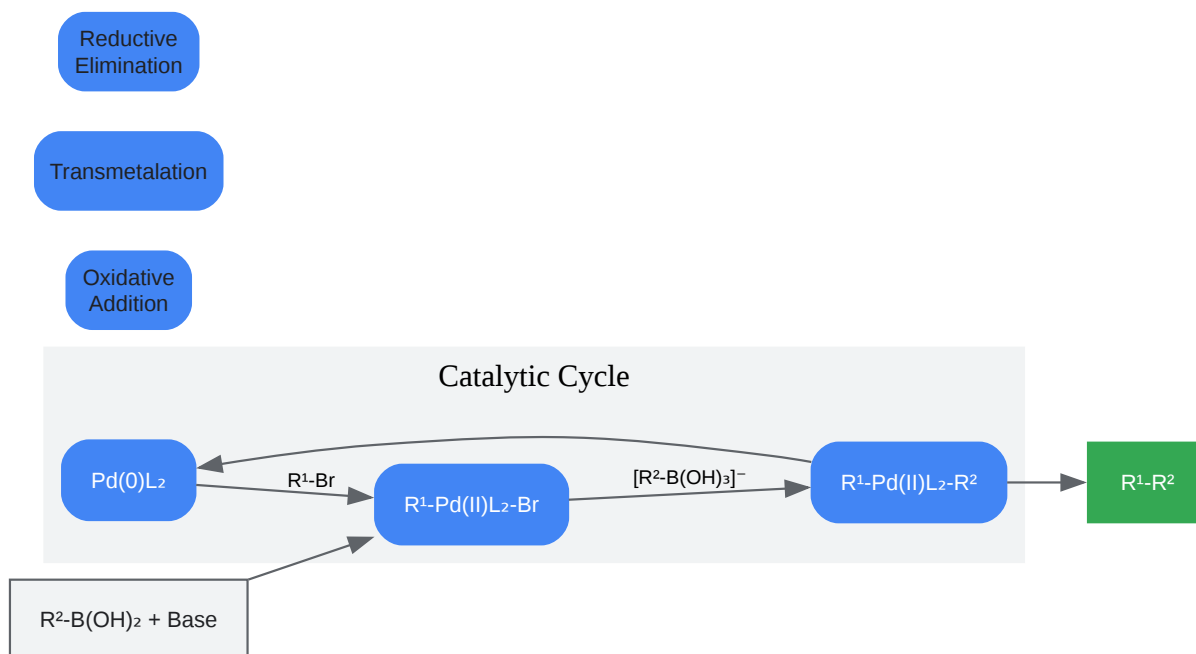 Reductive
Elimination
Transmetalation
Oxidative
Addition
Catalytic Cycle
Pd(0)L₂
R¹-Br
R¹-Pd(II)L₂-Br
[R²-B(OH)₃]⁻
R¹-Pd(II)L₂-R²
R¹-R²
R²-B(OH)₂ + Base